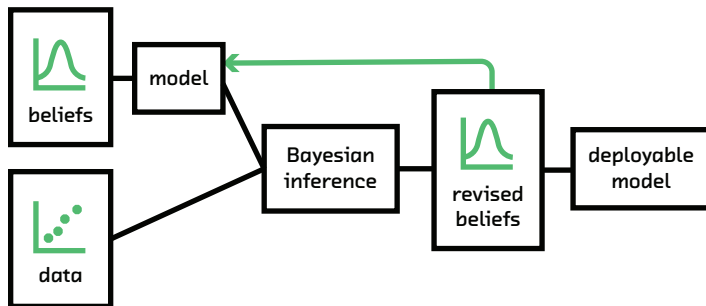 beliefs
model
data
Bayesian
inference
revised
beliefs
deployable
model